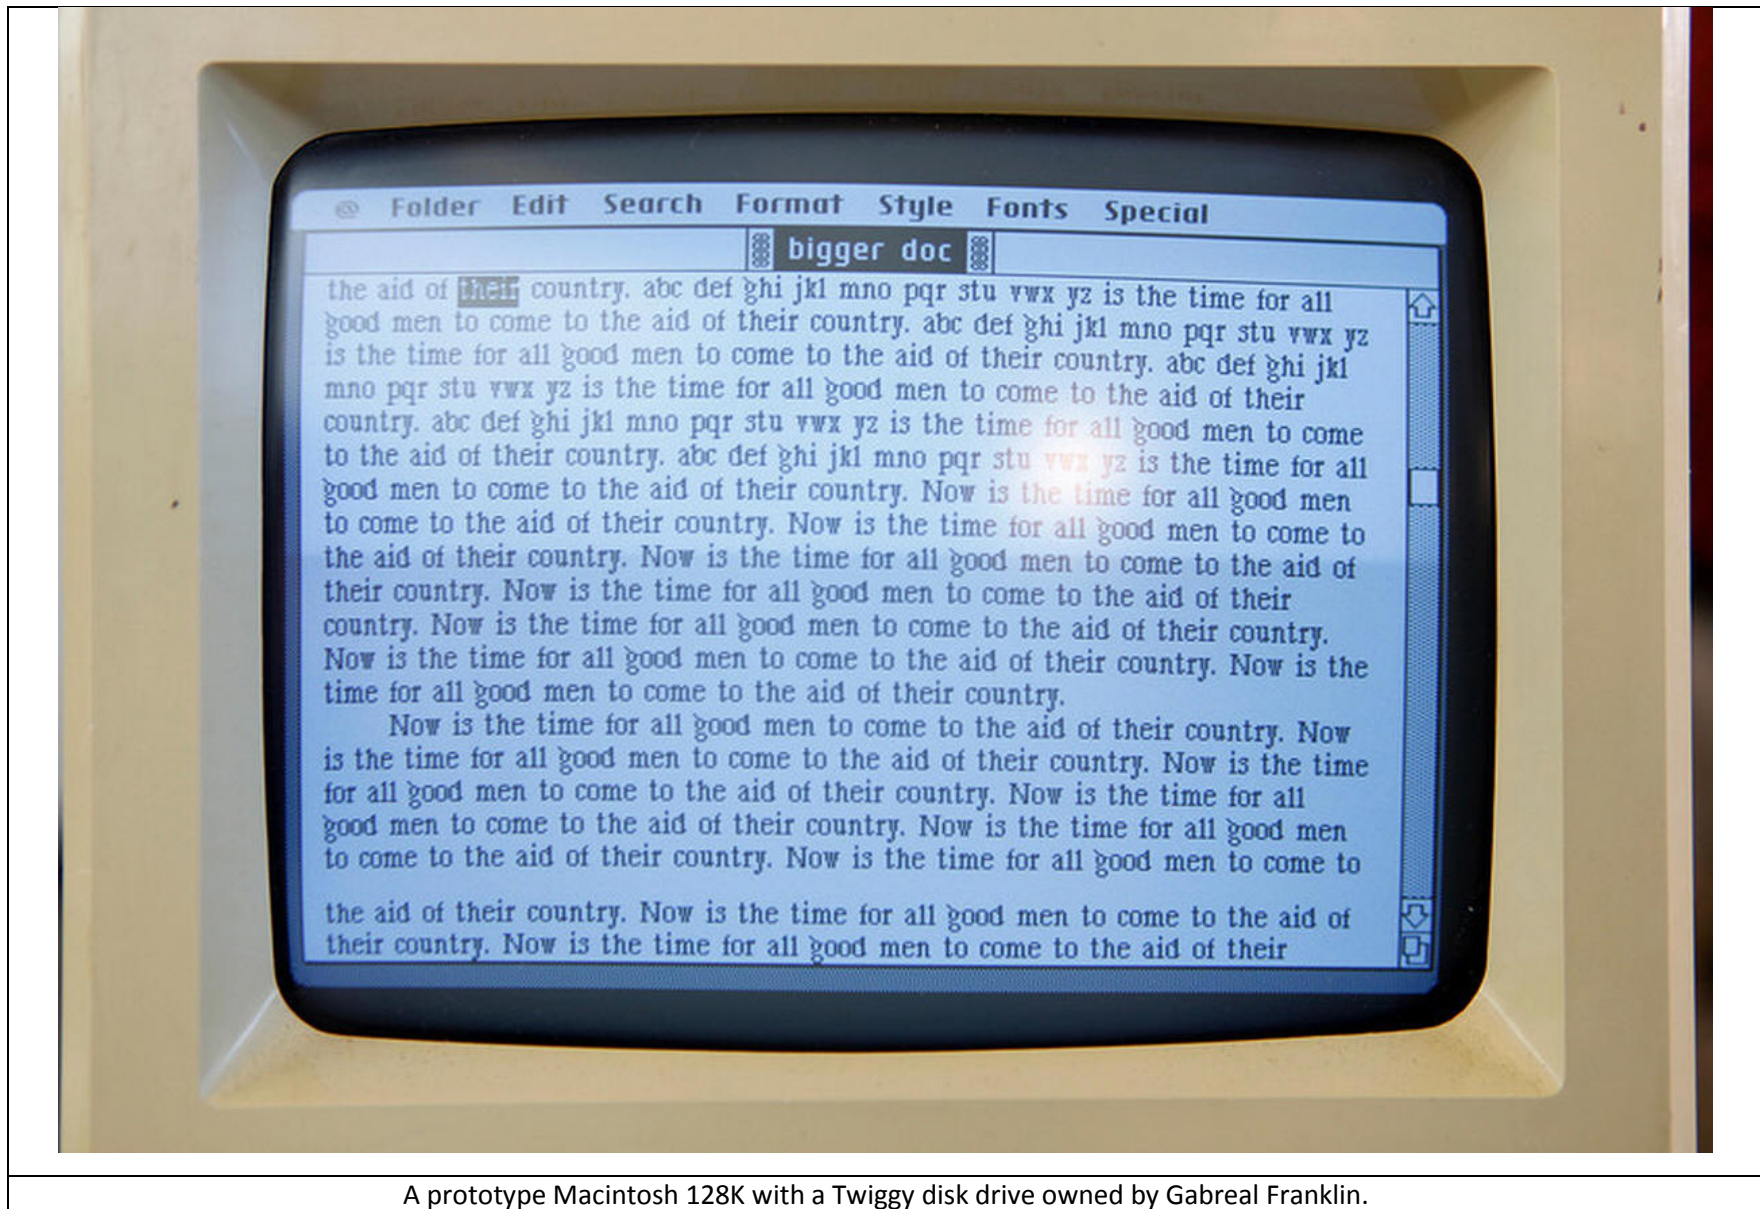 @ Folder Edit Search Format Style Fonts Special
bigger doc
the aid of their country. abc def ghi jkl mno pqr stu vwx yz is the time for all
good men to come to the aid of their country. abc def ghi jkl mno pqr stu vwx yz
is the time for all good men to come to the aid of their country. abc def ghi jkl
mno pqr stu vwx yz is the time for all good men to come to the aid of their
country. abc def ghi jkl mno pqr stu vwx yz is the time for all good men to come
to the aid of their country. abc def ghi jkl mno pqr stu vwx yz is the time for all
good men to come to the aid of their country. Now is the time for all good men
to come to the aid of their country. Now is the time for all good men to come to
the aid of their country. Now is the time for all good men to come to the aid of
their country. Now is the time for all good men to come to the aid of their
country. Now is the time for all good men to come to the aid of their country.
Now is the time for all good men to come to the aid of their country. Now is the
time for all good men to come to the aid of their country.
Now is the time for all good men to come to the aid of their country. Now
is the time for all good men to come to the aid of their country. Now is the time
for all good men to come to the aid of their country. Now is the time for all
good men to come to the aid of their country. Now is the time for all good men
to come to the aid of their country. Now is the time for all good men to come to
the aid of their country. Now is the time for all good men to come to the aid of
their country. Now is the time for all good men to come to the aid of their
A prototype Macintosh 128K with a Twiggy disk drive owned by Gabreal Franklin.